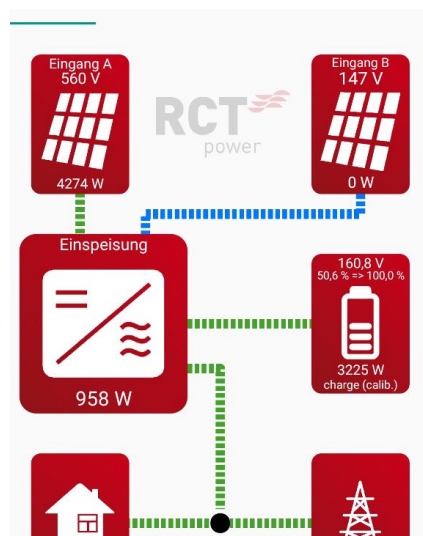 Eingang A
560 V
4274 W
RCT
power
Eingang B
147 V
0 W
Einspeisung
958 W
160,8 V
50,6 % => 100,0 %
3225 W
charge (calib.)